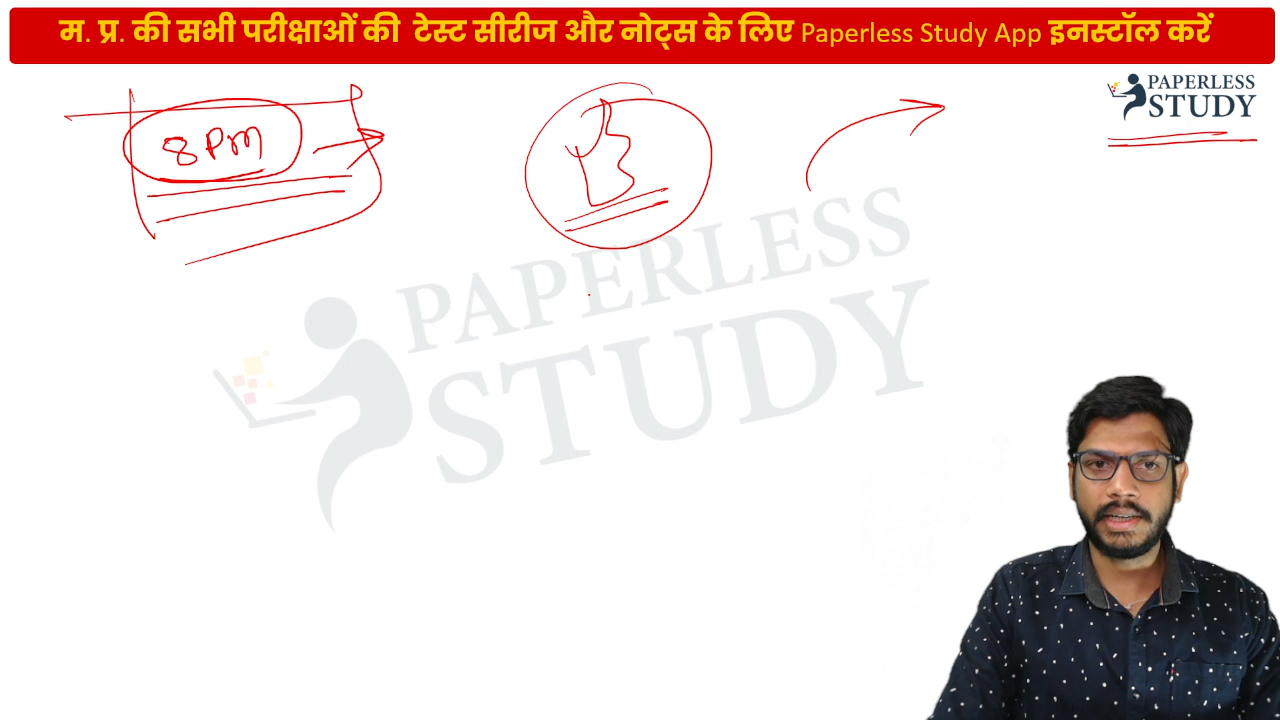 म. प्र. की सभी परीक्षाओं की टेस्ट सीरीज और नोट्स के लिए Paperless Study App इनस्टॉल करें
PAPERLESS
STUDY
8 PM
PAPERLESS
STUDY